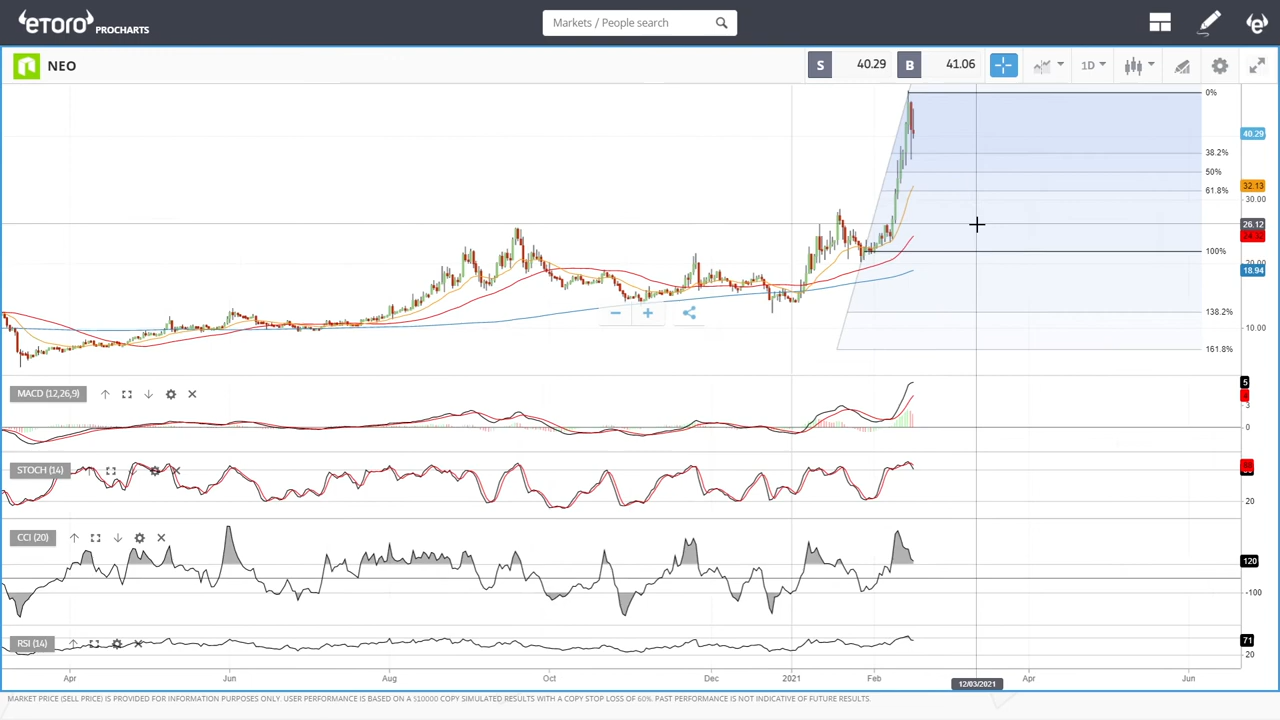 eToro PROCHARTS
Markets / People search
NEO
S 40.29 B 41.06 1D
0%
40.29
38.2%
50%
32.13
61.8%
30.00
26.12
100%
20.00
18.94
138.2%
10.00
161.8%
MACD (12,26,9)
5
3
0
STOCH (14)
20
CCI (20)
120
-100
RSI (14)
71
20
Apr Jun Aug Oct Dec 2021 Feb 12/03/2021 Apr Jun
MARKET PRICE (SELL PRICE) IS PROVIDED FOR INFORMATION PURPOSES ONLY. USER PERFORMANCE IS BASED ON A $10000 COPY SIMULATED RESULTS WITH A COPY STOP LOSS OF 60%. PAST PERFORMANCE IS NOT INDICATIVE OF FUTURE RESULTS.